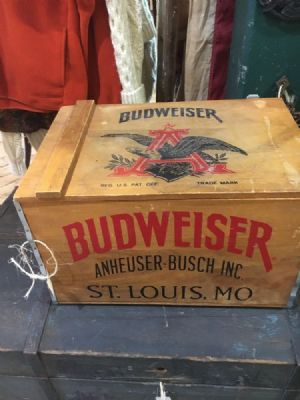 BUDWEISER
A
REG. U.S. PAT. OFF. TRADE MARK
BUDWEISER
ANHEUSER-BUSCH INC.
ST. LOUIS, MO